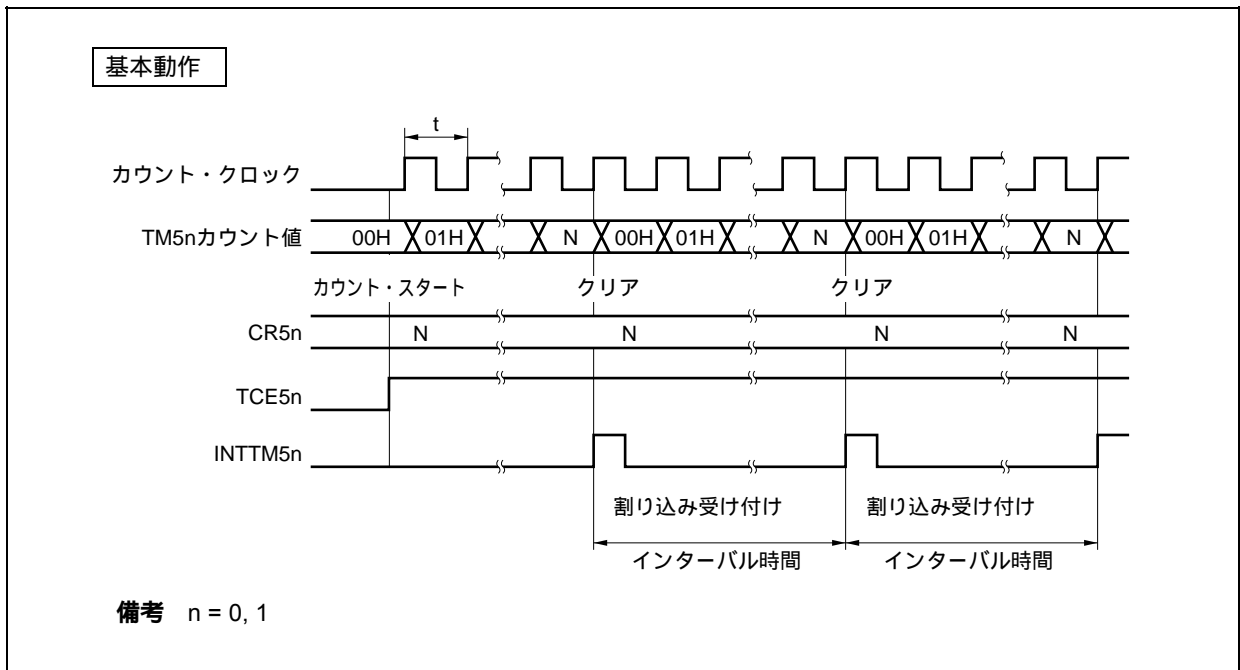 基本動作
t
カウント・クロック
TM5nカウント値 00H 01H N 00H 01H N 00H 01H N
カウント・スタート クリア クリア
CR5n N N N N
TCE5n
INTTM5n
割り込み受け付け 割り込み受け付け
インターバル時間 インターバル時間
備考 n = 0, 1